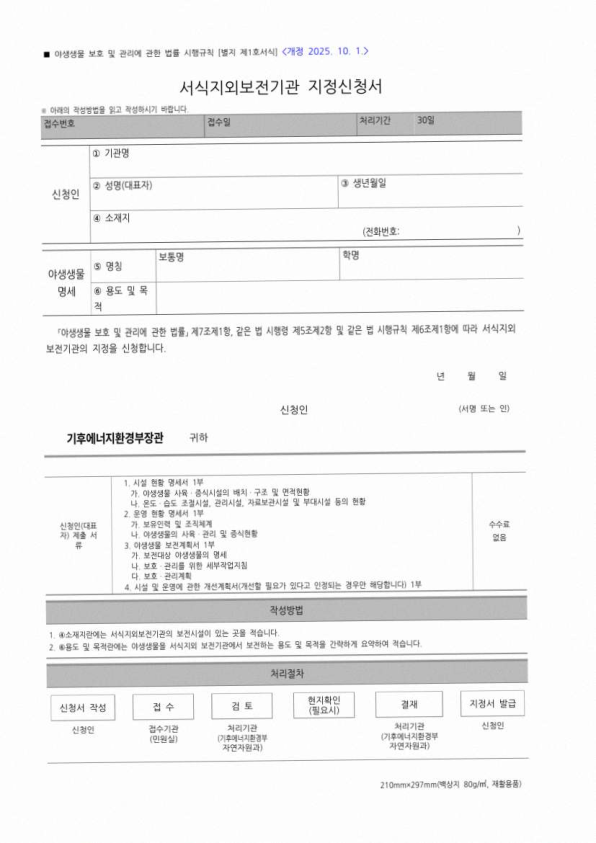 ■ 야생생물 보호 및 관리에 관한 법률 시행규칙 [별지 제1호서식] <개정 2025. 10. 1.>
서식지외보전기관 지정신청서
※ 아래의 작성방법을 읽고 작성하시기 바랍니다.
접수번호 접수일 처리기간 30일
신청인
① 기관명
② 성명(대표자) ③ 생년월일
④ 소재지
(전화번호: )
야생생물
명세
⑤ 명칭 보통명 학명
⑥ 용도 및 목
적
「야생생물 보호 및 관리에 관한 법률」 제7조제1항, 같은 법 시행령 제5조제2항 및 같은 법 시행규칙 제6조제1항에 따라 서식지외
보전기관의 지정을 신청합니다.
년 월 일
신청인 (서명 또는 인)
기후에너지환경부장관 귀하
신청인(대표
자) 제출 서
류
1. 시설 현황 명세서 1부
가. 야생생물 사육ㆍ증식시설의 배치ㆍ구조 및 면적현황
나. 온도ㆍ습도 조절시설, 관리시설, 자료보관시설 및 부대시설 등의 현황
2. 운영 현황 명세서 1부
가. 보유인력 및 조직체계
나. 야생생물의 사육ㆍ관리 및 증식현황
3. 야생생물 보전계획서 1부
가. 보전대상 야생생물의 명세
나. 보호ㆍ관리를 위한 세부작업지침
다. 보호ㆍ관리계획
4. 시설 및 운영에 관한 개선계획서(개선할 필요가 있다고 인정되는 경우만 해당합니다) 1부
수수료
없음
작성방법
1. ④소재지란에는 서식지외보전기관의 보전시설이 있는 곳을 적습니다.
2. ⑥용도 및 목적란에는 야생생물을 서식지외 보전기관에서 보전하는 용도 및 목적을 간략하게 요약하여 적습니다.
처리절차
신청서 작성 접 수 검 토 현지확인 (필요시) 결재 지정서 발급
신청인 접수기관 처리기관 처리기관 신청인
(민원실) (기후에너지환경부 (기후에너지환경부
자연자원과) 자연자원과)
210mm×297mm(백상지 80g/㎡, 재활용품)